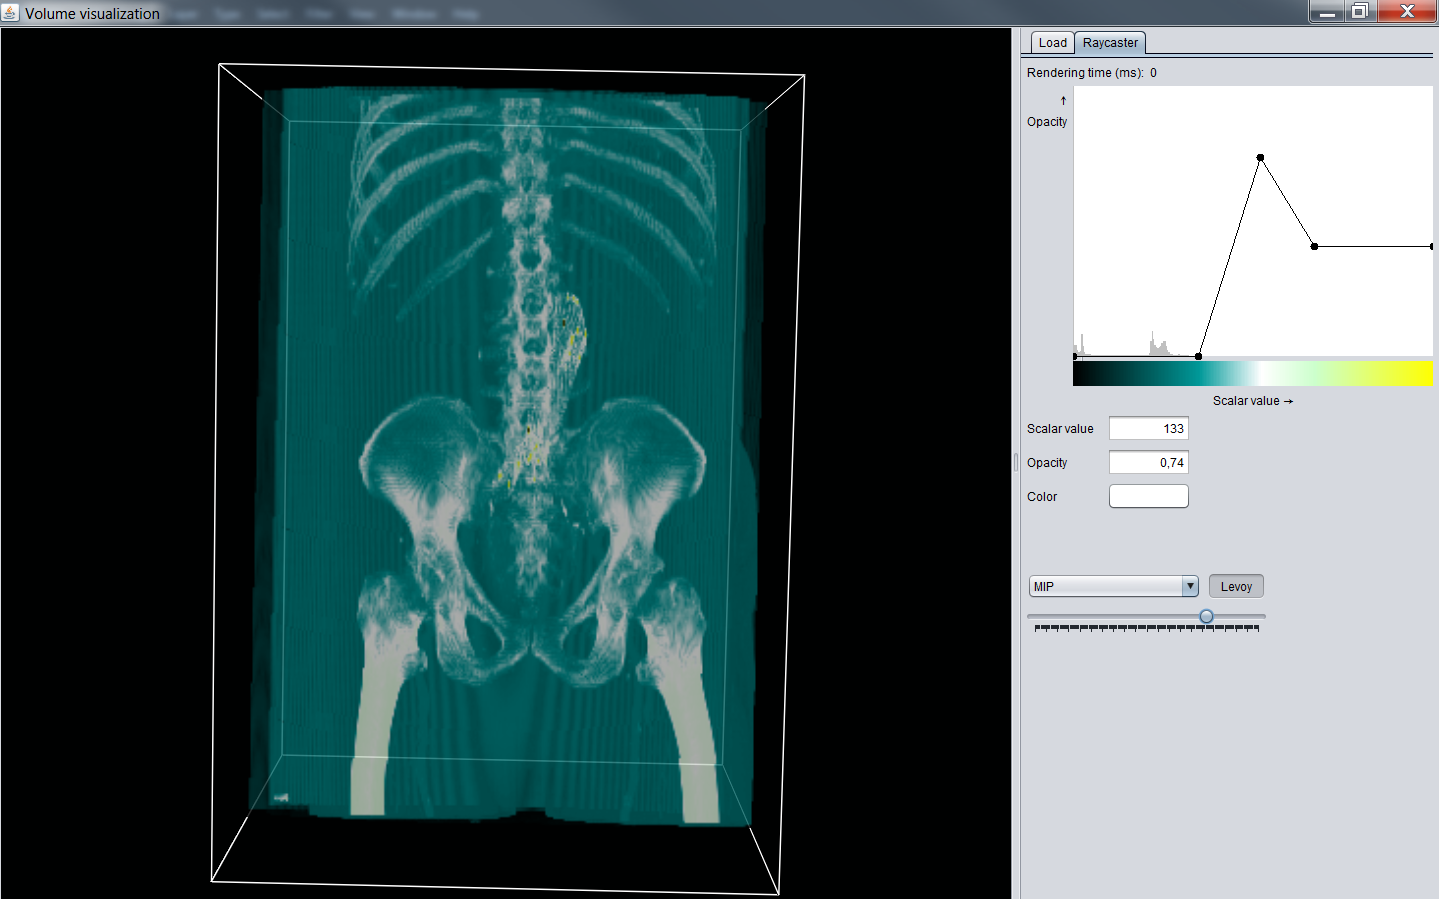 Volume visualization
Load Raycaster
Rendering time (ms): 0
↑
Opacity
Scalar value →
Scalar value 133
Opacity 0,74
Color
MIP Levoy